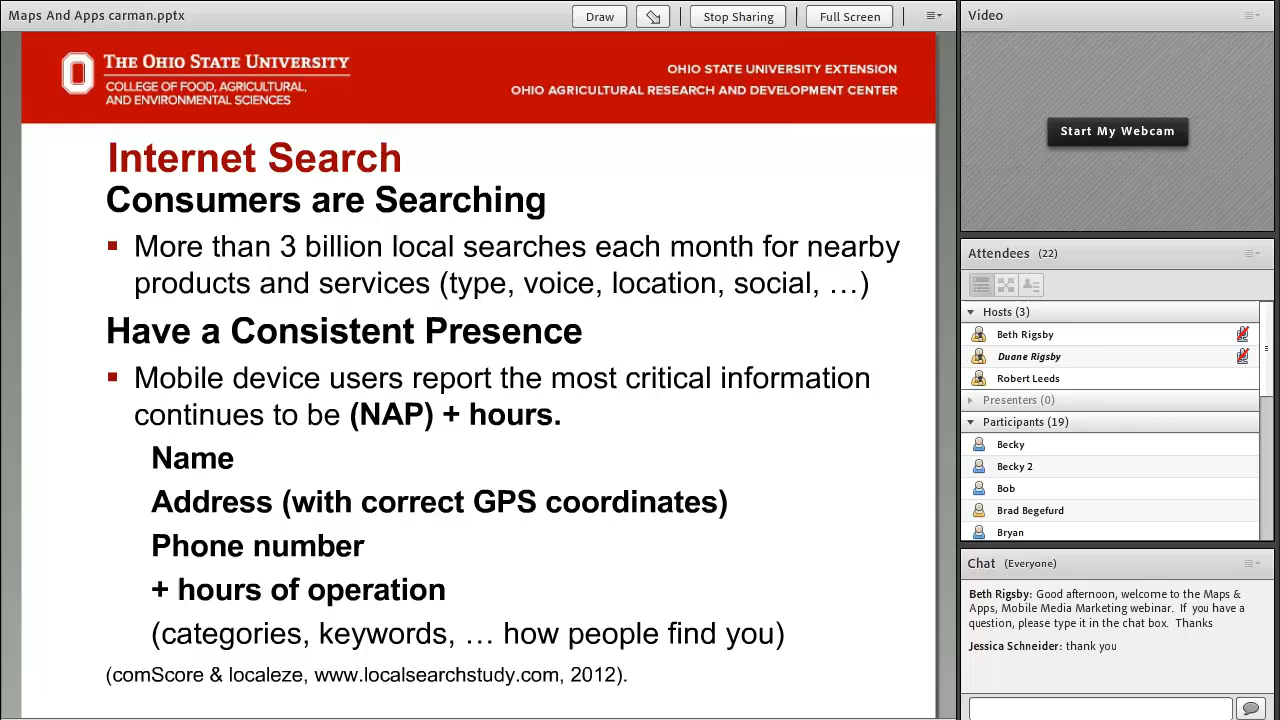 Maps And Apps carman.pptx
Draw
Stop Sharing
Full Screen
THE OHIO STATE UNIVERSITY
COLLEGE OF FOOD, AGRICULTURAL,
AND ENVIRONMENTAL SCIENCES
OHIO STATE UNIVERSITY EXTENSION
OHIO AGRICULTURAL RESEARCH AND DEVELOPMENT CENTER
Internet Search
Consumers are Searching
More than 3 billion local searches each month for nearby
products and services (type, voice, location, social, …)
Have a Consistent Presence
Mobile device users report the most critical information
continues to be (NAP) + hours.
Name
Address (with correct GPS coordinates)
Phone number
+ hours of operation
(categories, keywords, … how people find you)
(comScore & localeze, www.localsearchstudy.com, 2012).
Video
Start My Webcam
Attendees (22)
Hosts (3)
Beth Rigsby
Duane Rigsby
Robert Leeds
Presenters (0)
Participants (19)
Becky
Becky 2
Bob
Brad Begefurd
Bryan
Chat (Everyone)
Beth Rigsby: Good afternoon, welcome to the Maps &
Apps, Mobile Media Marketing webinar. If you have a
question, please type it in the chat box. Thanks
Jessica Schneider: thank you